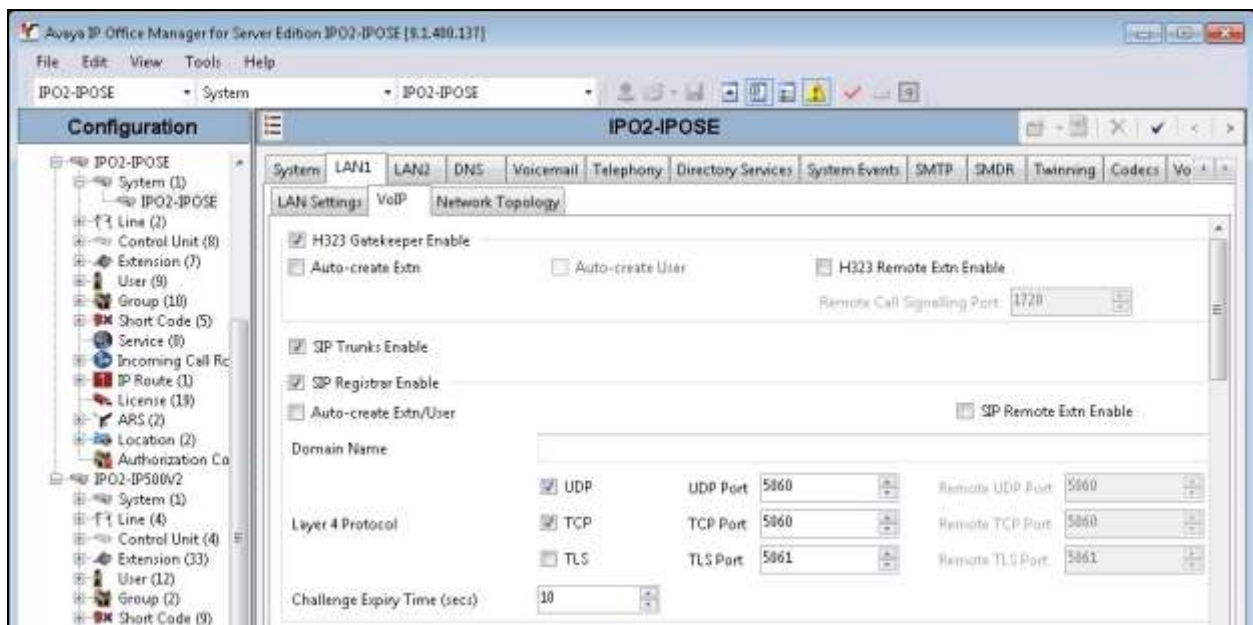 Avaya IP Office Manager for Server Edition IPO2-IPOSE [9.1.400.137]
File Edit View Tools Help
IPO2-IPOSE System IPO2-IPOSE
Configuration
IPO2-IPOSE
System (1)
IPO2-IPOSE
Line (2)
Control Unit (8)
Extension (7)
User (9)
Group (10)
Short Code (5)
Service (0)
Incoming Call Ro
IP Route (1)
License (19)
ARS (2)
Location (2)
Authorization Co
IPO2-IP500V2
System (1)
Line (4)
Control Unit (4)
Extension (33)
User (12)
Group (2)
Short Code (9)
IPO2-IPOSE
System LAN1 LAN2 DNS Voicemail Telephony Directory Services System Events SMTP SMDR Twinning Codecs Vo
LAN Settings VoIP Network Topology
H323 Gatekeeper Enable
Auto-create Extn Auto-create User H323 Remote Extn Enable
Remote Call Signalling Port 1720
SIP Trunks Enable
SIP Registrar Enable
Auto-create Extn/User SIP Remote Extn Enable
Domain Name
UDP UDP Port 5060 Remote UDP Port 5060
Layer 4 Protocol TCP TCP Port 5060 Remote TCP Port 5060
TLS TLS Port 5061 Remote TLS Port 5061
Challenge Expiry Time (secs) 10